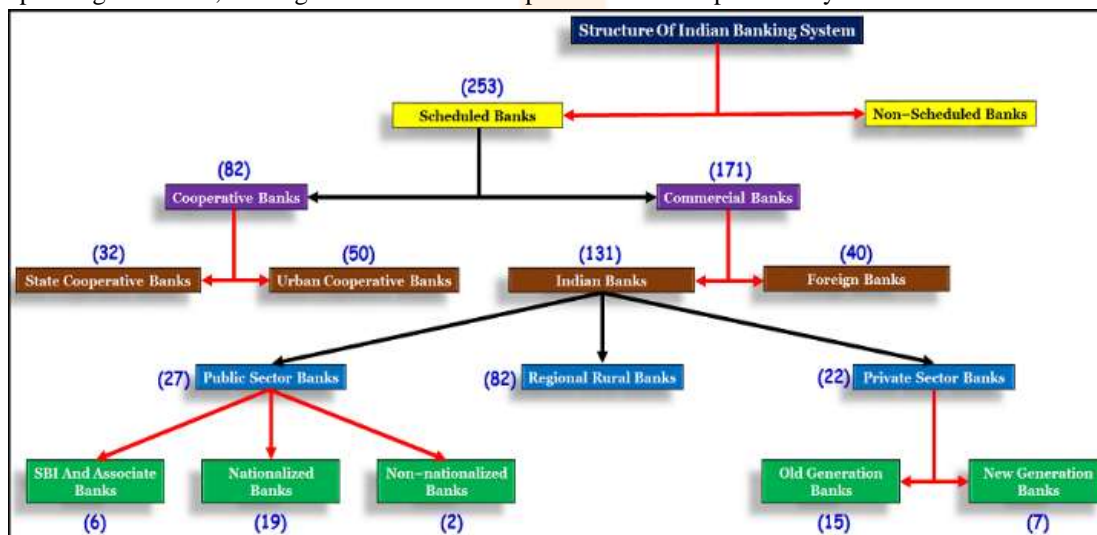 Structure Of Indian Banking System
(253)
Scheduled Banks
Non-Scheduled Banks
(82)
(171)
Cooperative Banks
Commercial Banks
(32)
(50)
(131)
(40)
State Cooperative Banks
Urban Cooperative Banks
Indian Banks
Foreign Banks
(27)
Public Sector Banks
(82)
Regional Rural Banks
(22)
Private Sector Banks
SBI And Associate
Banks
Nationalized
Banks
Non-nationalized
Banks
Old Generation
Banks
New Generation
Banks
(6)
(19)
(2)
(15)
(7)